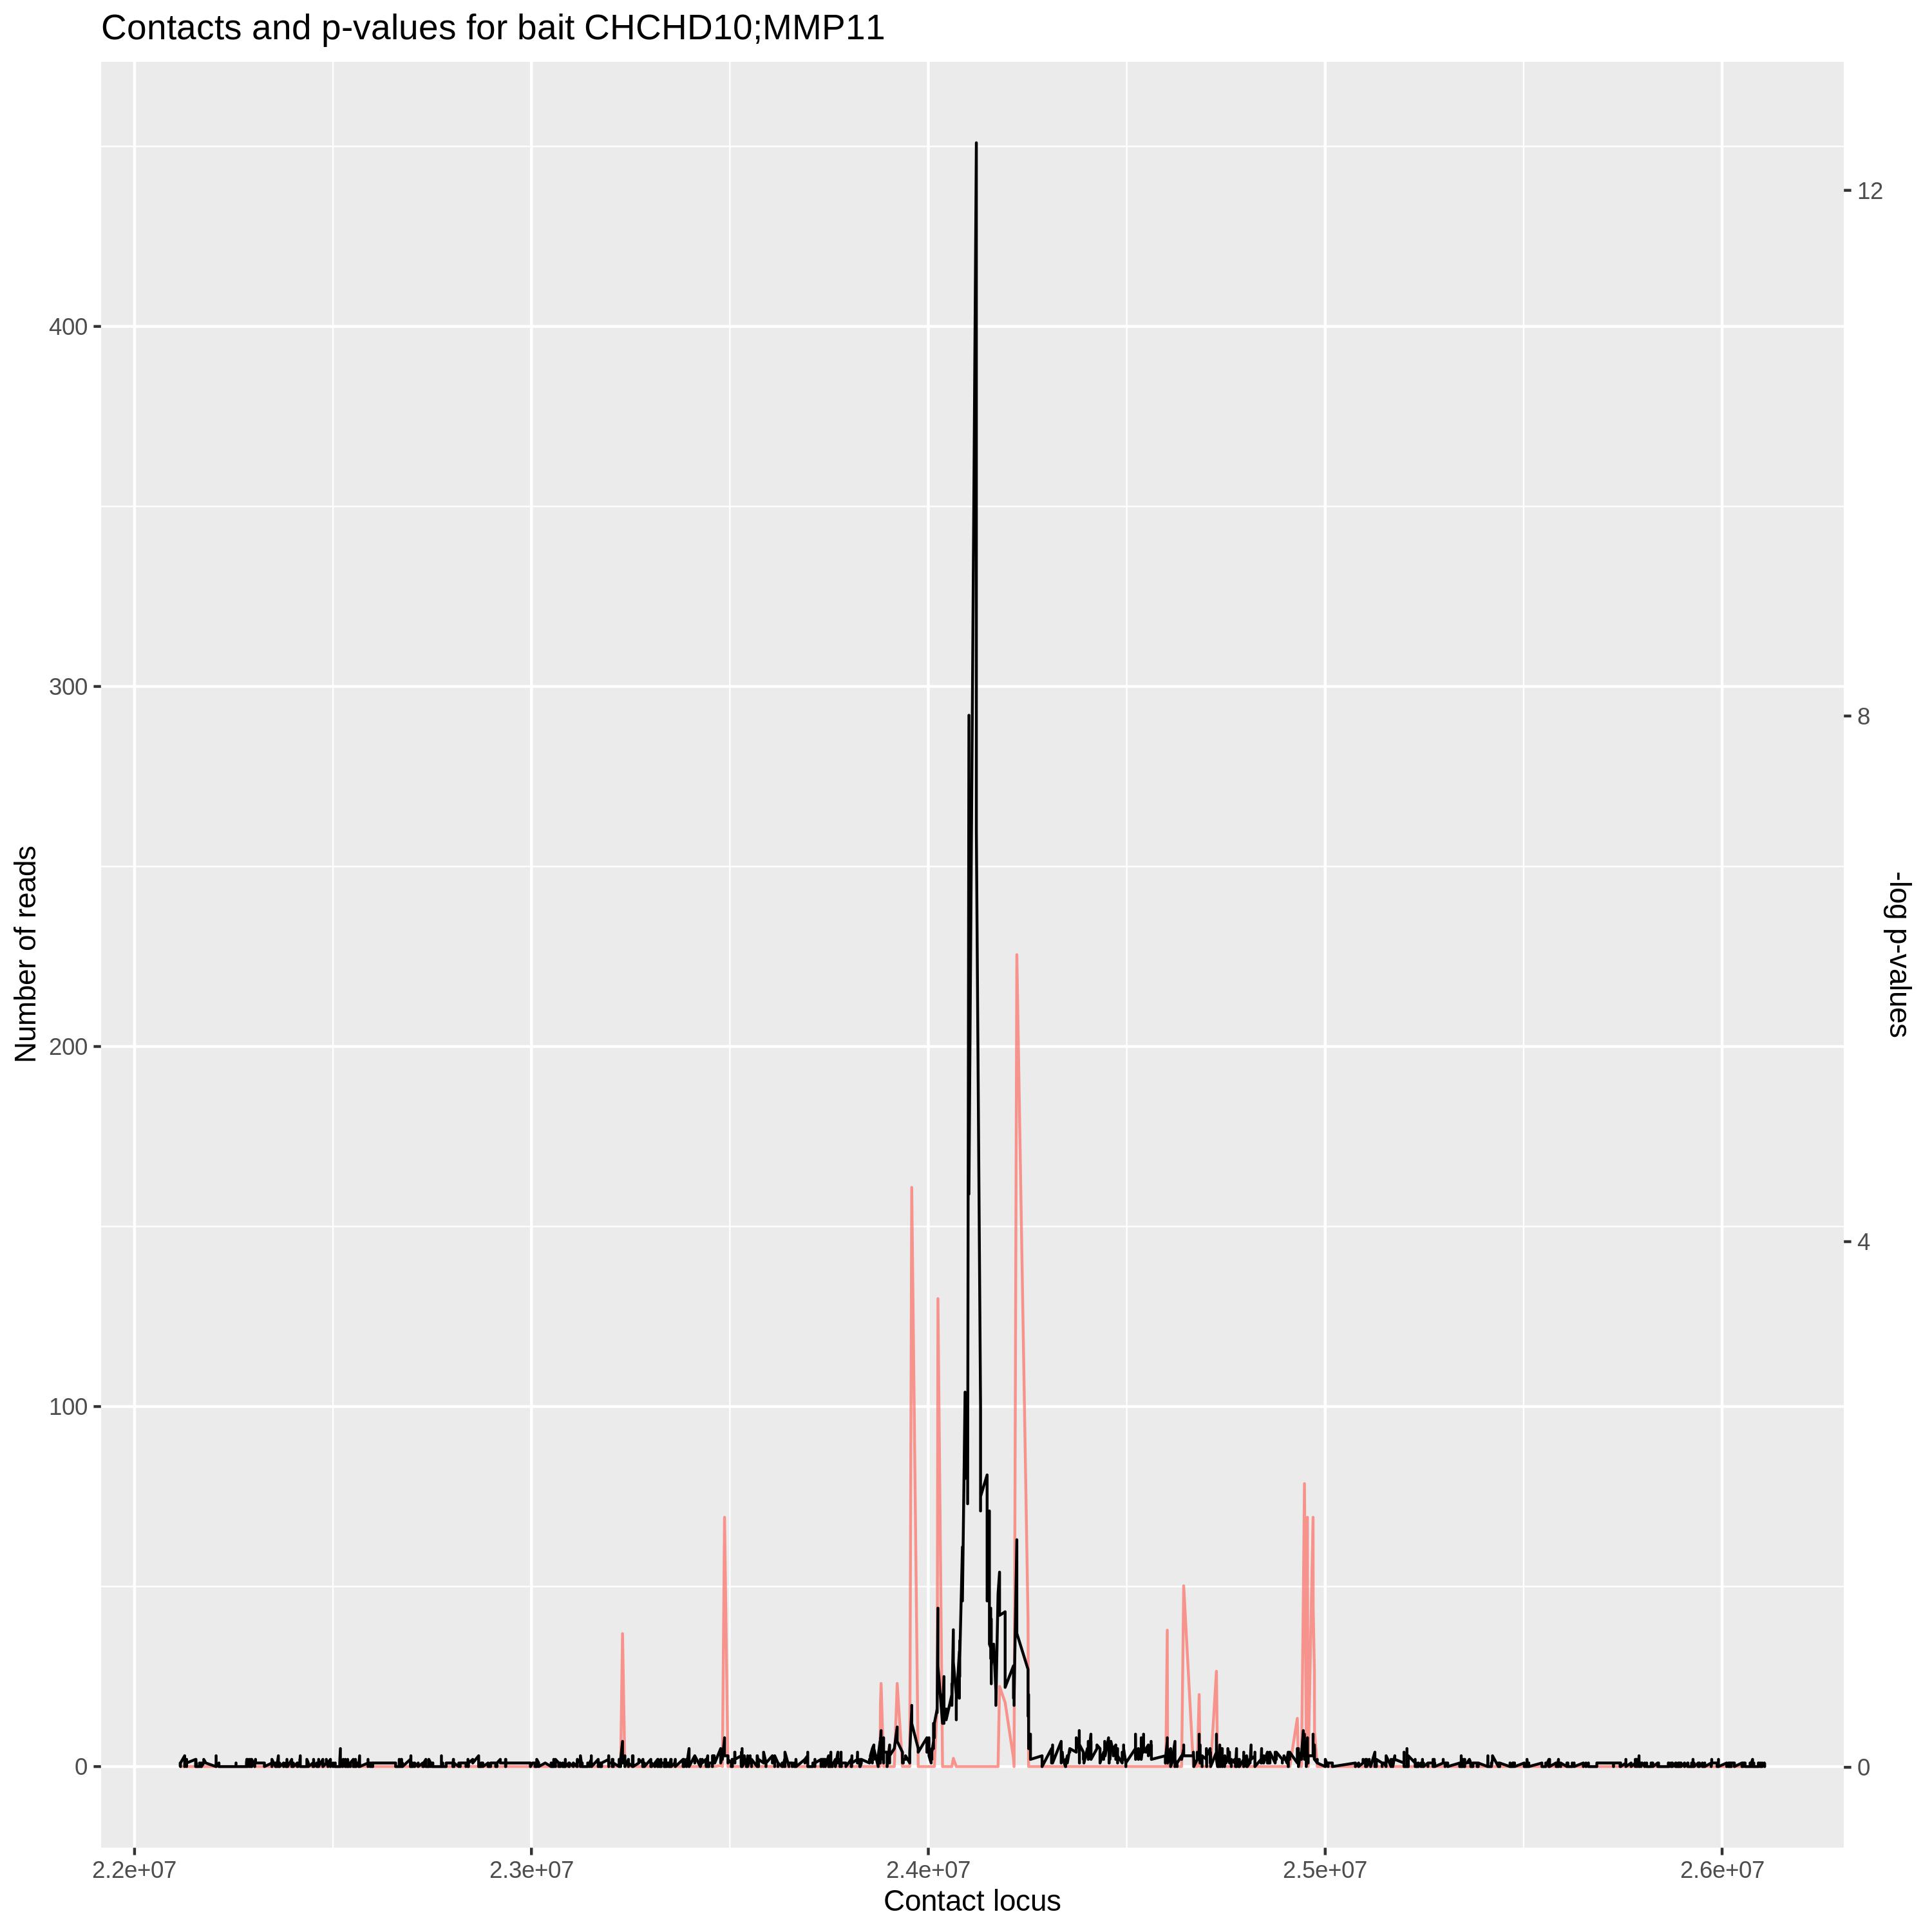 Contacts and p-values for bait CHCHD10;MMP11
Number of reads
400
300
200
100
0
12
8
4
0
-log p-values
2.2e+07 2.3e+07 2.4e+07 2.5e+07 2.6e+07
Contact locus